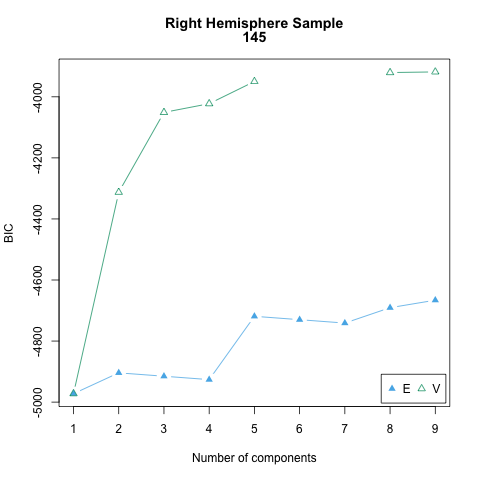 Right Hemisphere Sample
145
BIC
-4000
-4200
-4400
-4600
-4800
-5000
E V
1 2 3 4 5 6 7 8 9
Number of components